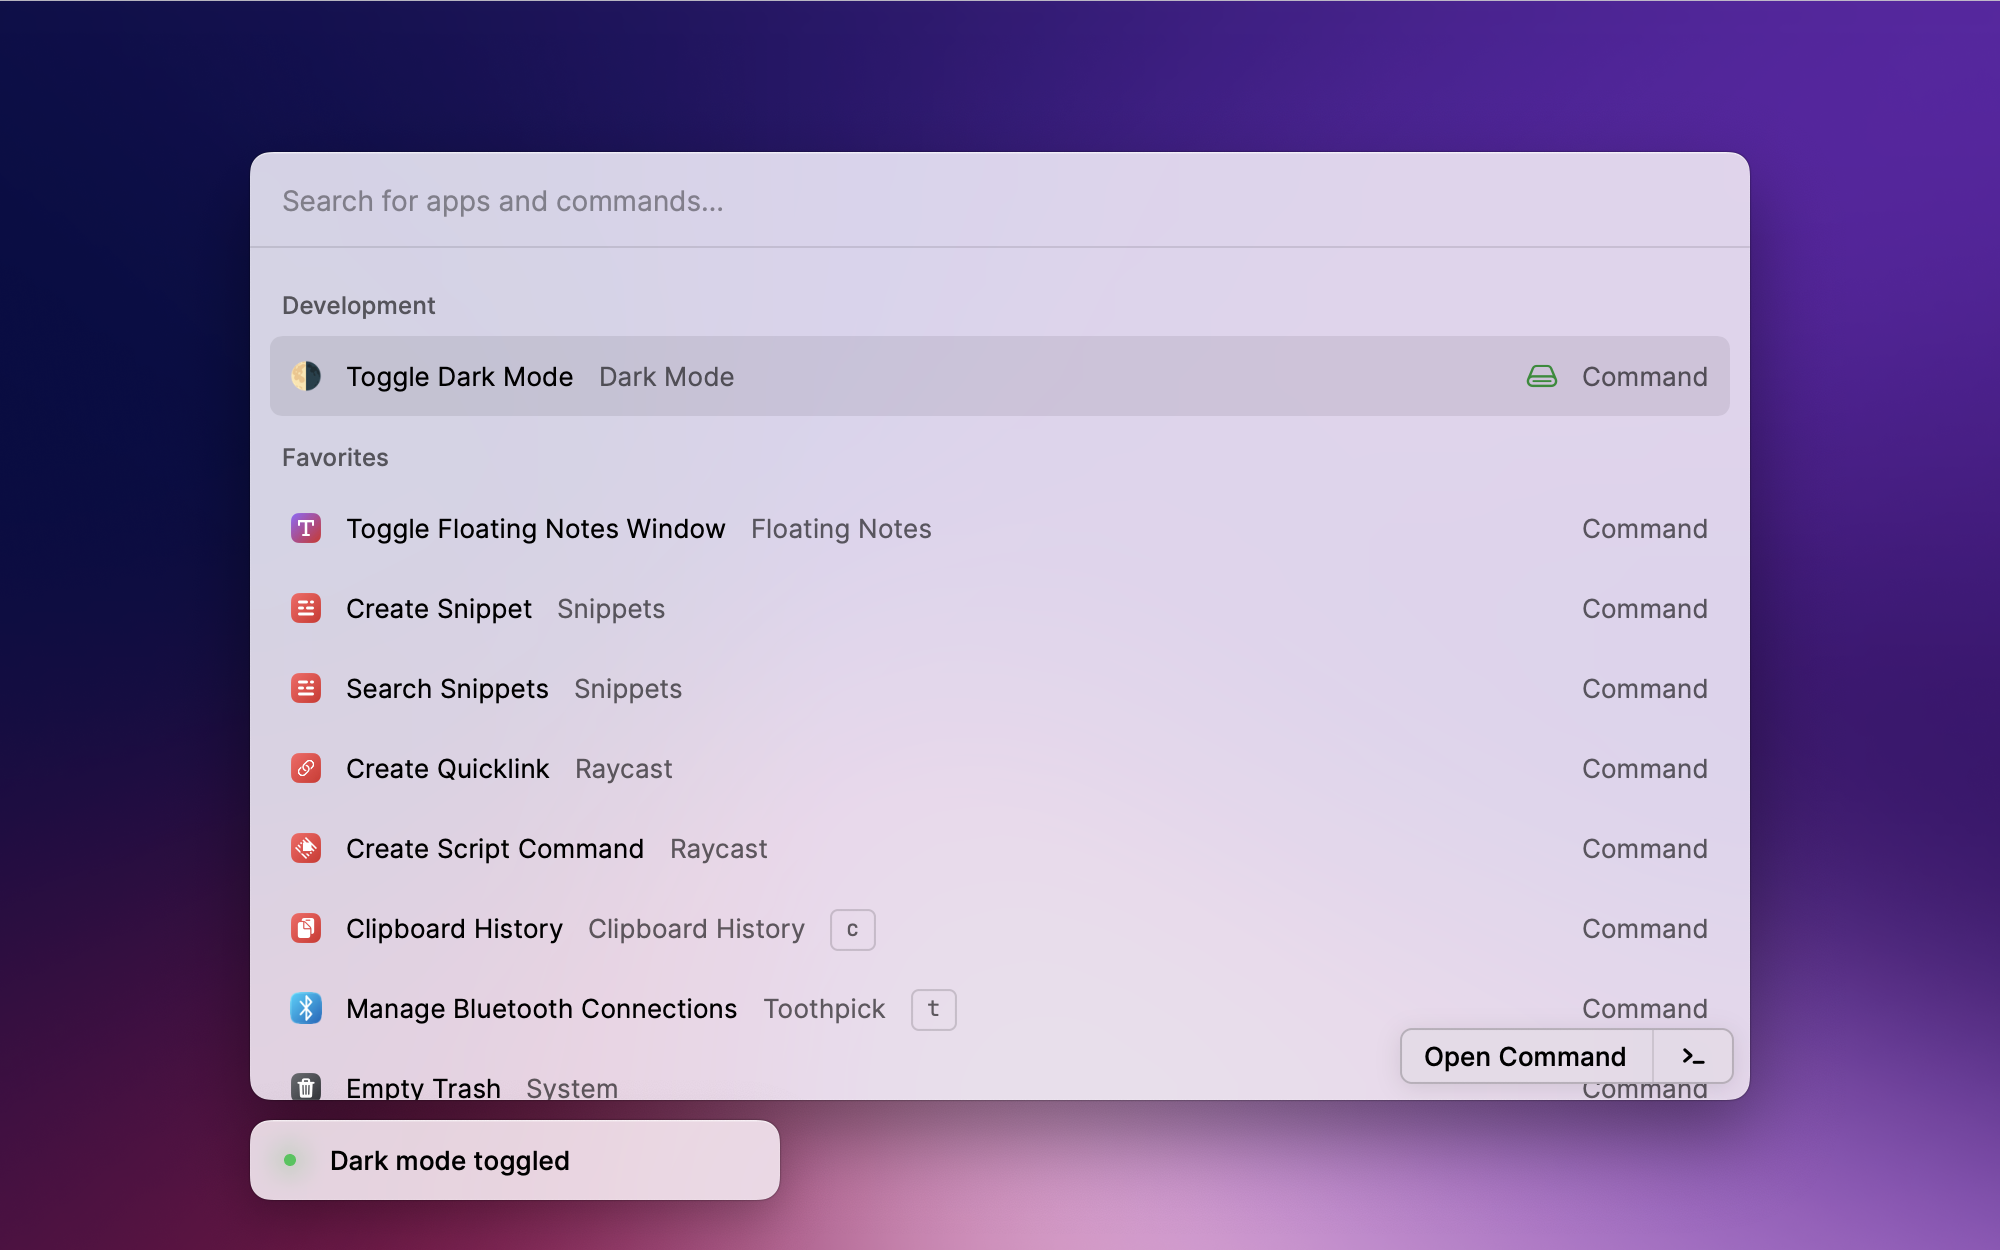 Search for apps and commands...
Development
Toggle Dark Mode Dark Mode Command
Favorites
Toggle Floating Notes Window Floating Notes Command
Create Snippet Snippets Command
Search Snippets Snippets Command
Create Quicklink Raycast Command
Create Script Command Raycast Command
Clipboard History Clipboard History c Command
Manage Bluetooth Connections Toothpick t Command
Open Command >_
Empty Trash System Command
Dark mode toggled